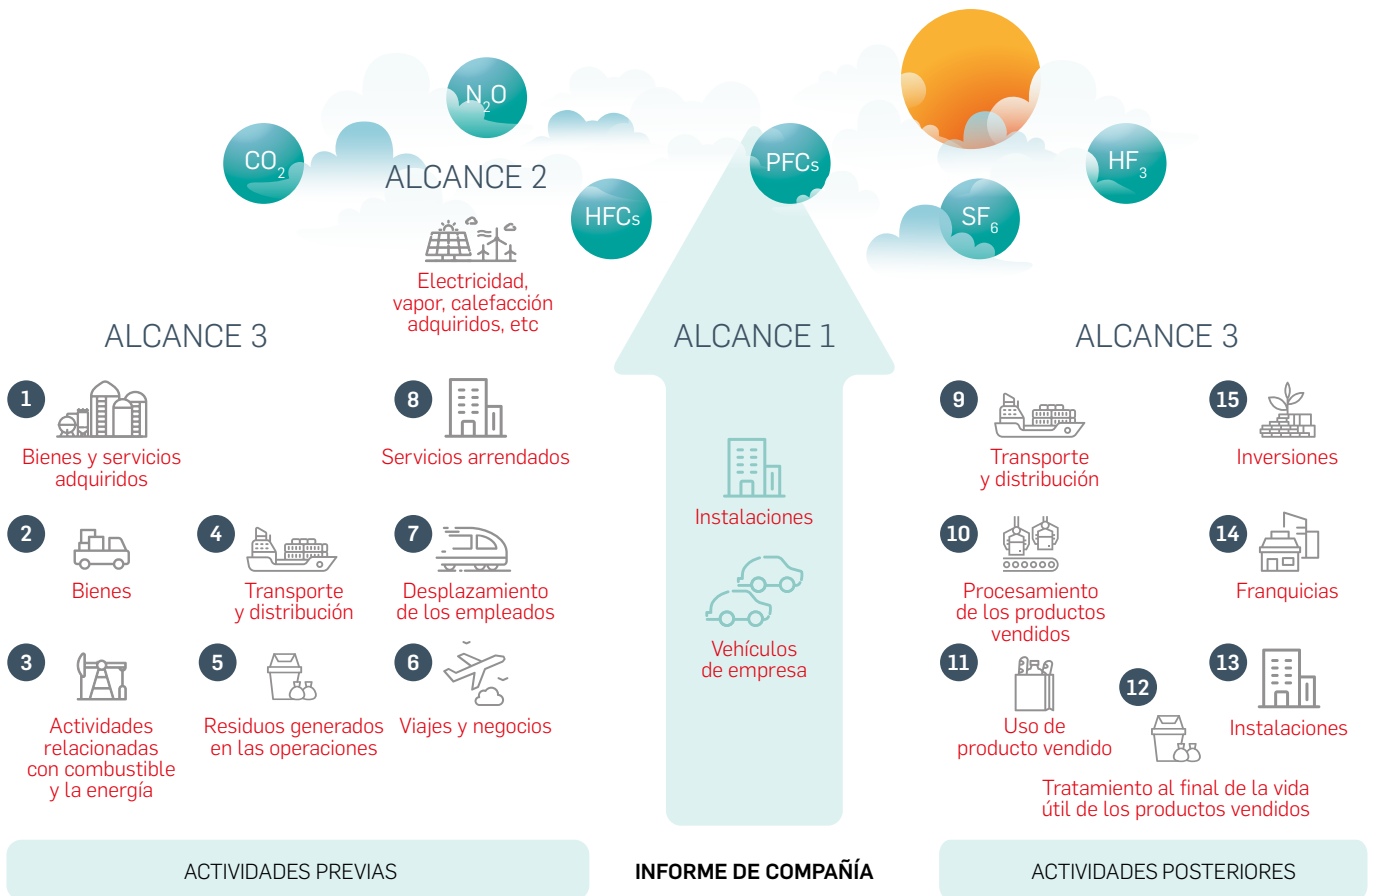 N2O
CO2
PFCs
HF3
HFCs
SF6
ALCANCE 2
Electricidad,
vapor, calefacción
adquiridos, etc
ALCANCE 3
1
Bienes y servicios
adquiridos
8
Servicios arrendados
2
Bienes
4
Transporte
y distribución
7
Desplazamiento
de los empleados
3
Actividades
relacionadas
con combustible
y la energía
5
Residuos generados
en las operaciones
6
Viajes y negocios
ALCANCE 1
Instalaciones
Vehículos
de empresa
ALCANCE 3
9
Transporte
y distribución
15
Inversiones
10
Procesamiento
de los productos
vendidos
14
Franquicias
11
Uso de
producto vendido
12
Tratamiento al final de la vida
útil de los productos vendidos
13
Instalaciones
ACTIVIDADES PREVIAS
INFORME DE COMPAÑÍA
ACTIVIDADES POSTERIORES